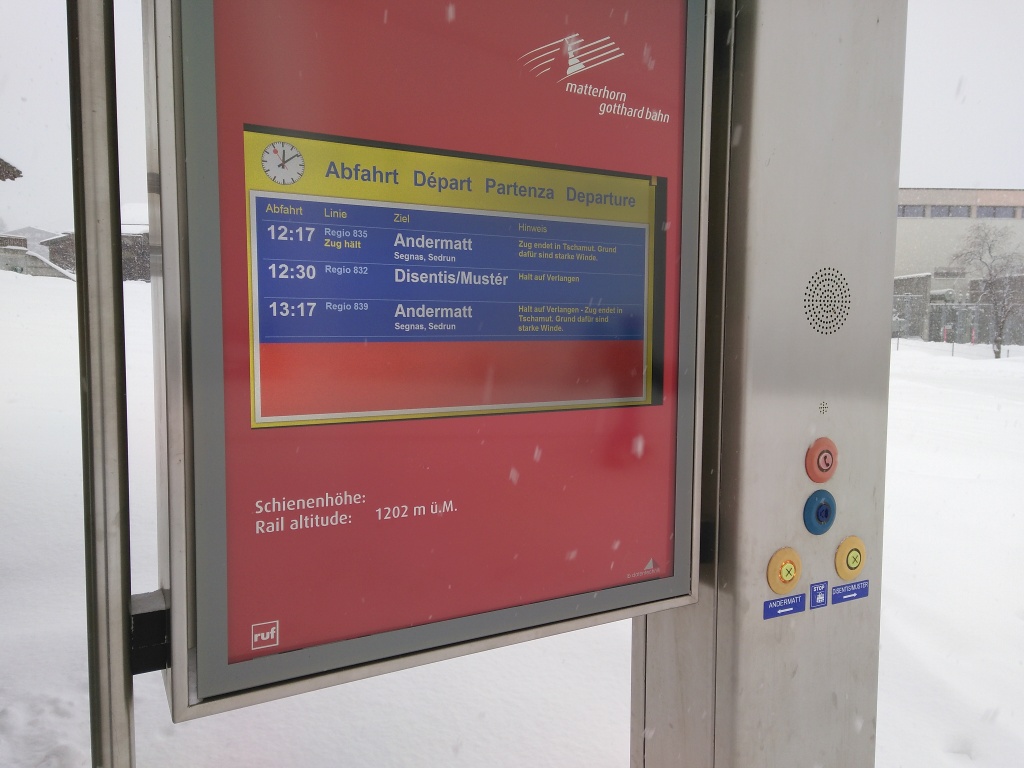 matterhorn
gotthard bahn
Abfahrt Départ Partenza Departure
Abfahrt Linie Ziel Hinweis
12:17 Regio 835 Andermatt Zug endet in Tschamut. Grund
Zug hält Segnas, Sedrun dafür sind starke Winde.
12:30 Regio 832 Disentis/Mustér Halt auf Verlangen
13:17 Regio 839 Andermatt Halt auf Verlangen - Zug endet in
Segnas, Sedrun Tschamut. Grund dafür sind
starke Winde.
Schienenhöhe:
Rail altitude: 1202 m ü.M.
ruf
ANDERMATT
STOP
DISENTIS/MUSTER